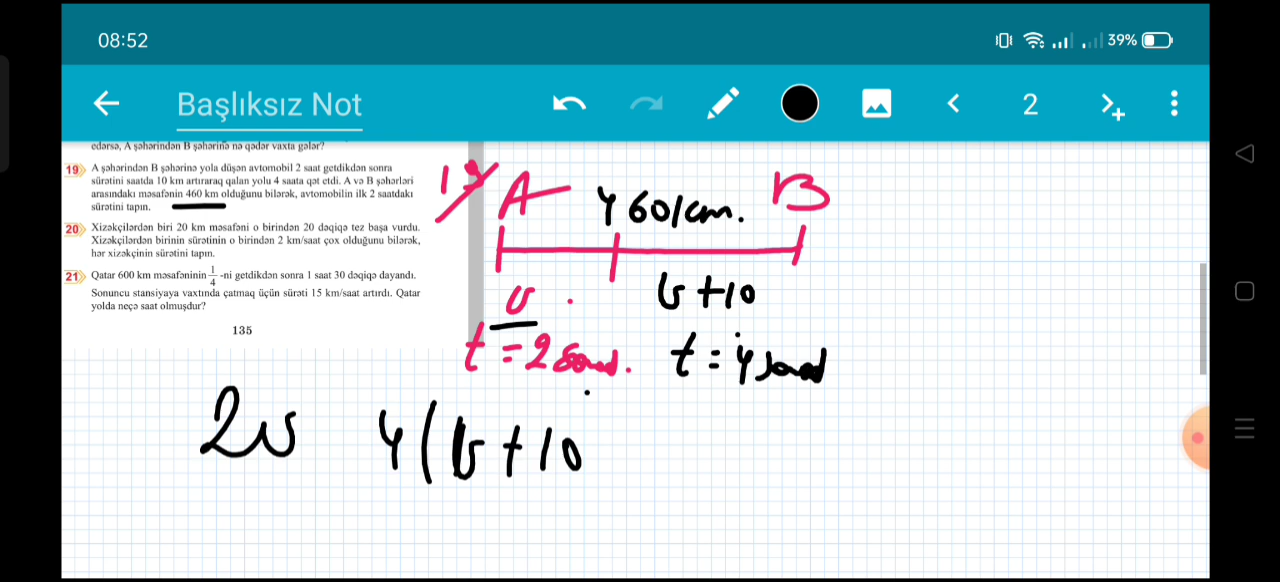 08:52
39%
Başlıksız Not
2
edərsə, A şəhərindən B şəhərinə nə qədər vaxta gələr?
19 A şəhərindən B şəhərinə yola düşən avtomobil 2 saat getdikdən sonra
sürətini saatda 10 km artıraraq qalan yolu 4 saata qət etdi. A və B şəhərləri
arasındakı məsafənin 460 km olduğunu bilərək, avtomobilin ilk 2 saatdakı
sürətini tapın.
20 Xizəkçilərdən biri 20 km məsafəni o birindən 20 dəqiqə tez başa vurdu.
Xizəkçilərdən birinin sürətinin o birindən 2 km/saat çox olduğunu bilərək,
hər xizəkçinin sürətini tapın.
21 Qatar 600 km məsafəninin 1/4 -ni getdikdən sonra 1 saat 30 dəqiqə dayandı.
Sonuncu stansiyaya vaxtında çatmaq üçün sürəti 15 km/saat artırdı. Qatar
yolda neçə saat olmuşdur?
135
19 A 460 km. B
v v+10
t=2 saat. t=4 saat
2v 4(v+10